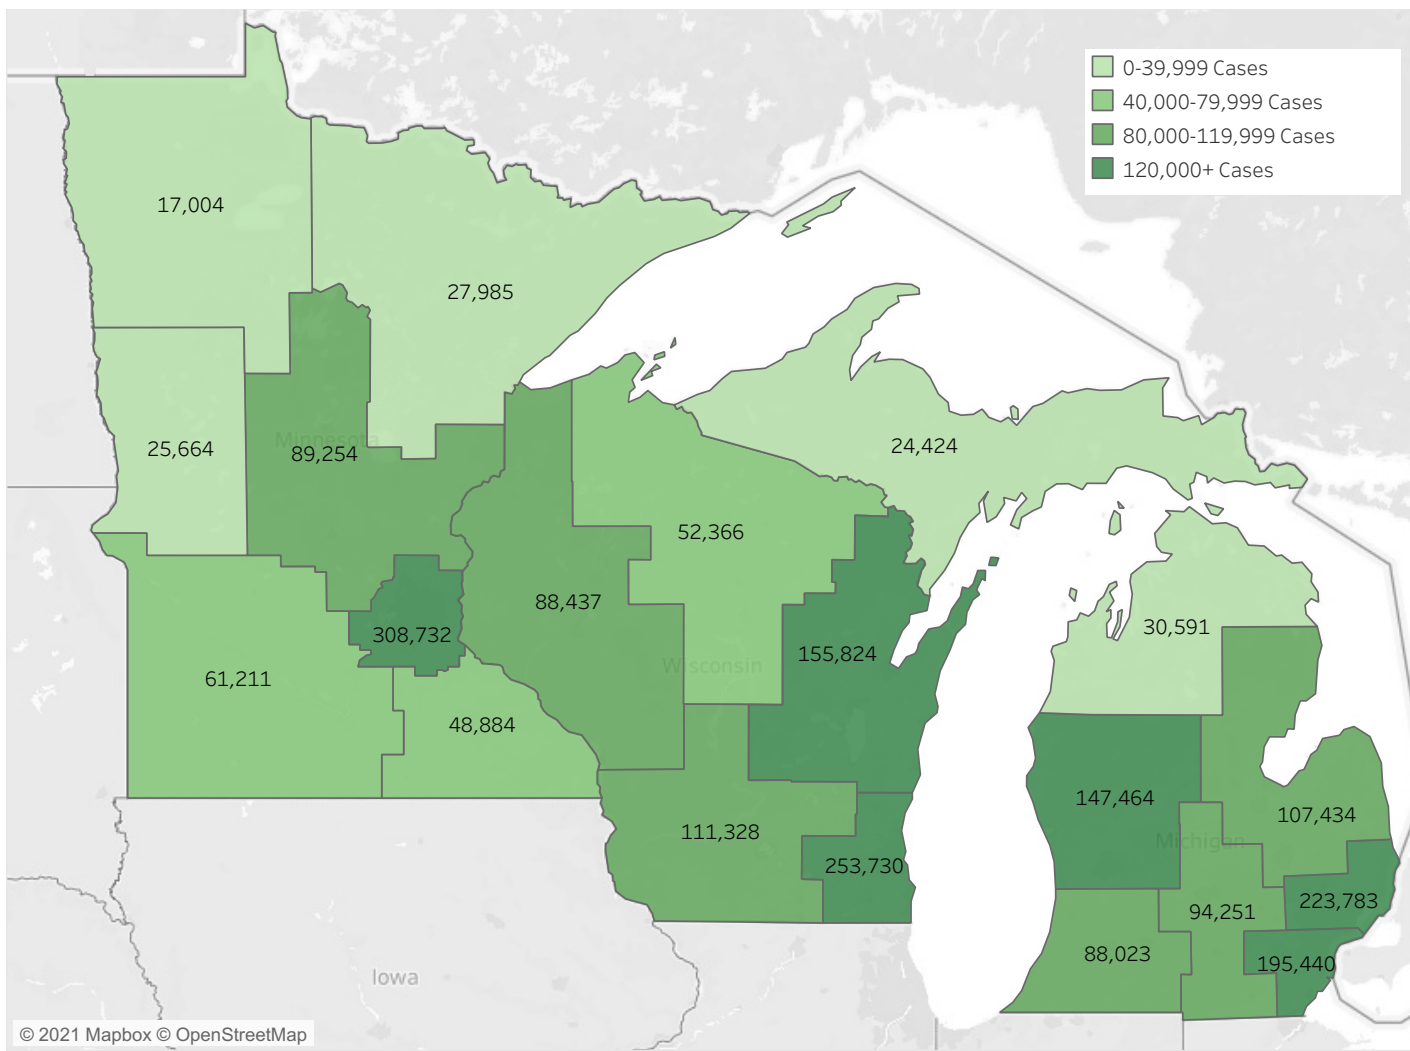 0-39,999 Cases
40,000-79,999 Cases
80,000-119,999 Cases
120,000+ Cases
17,004
27,985
25,664
Minnesota
89,254
24,424
52,366
88,437
308,732
30,591
155,824
Wisconsin
61,211
48,884
147,464
107,434
111,328
Michigan
253,730
223,783
94,251
88,023
195,440
Iowa
© 2021 Mapbox © OpenStreetMap